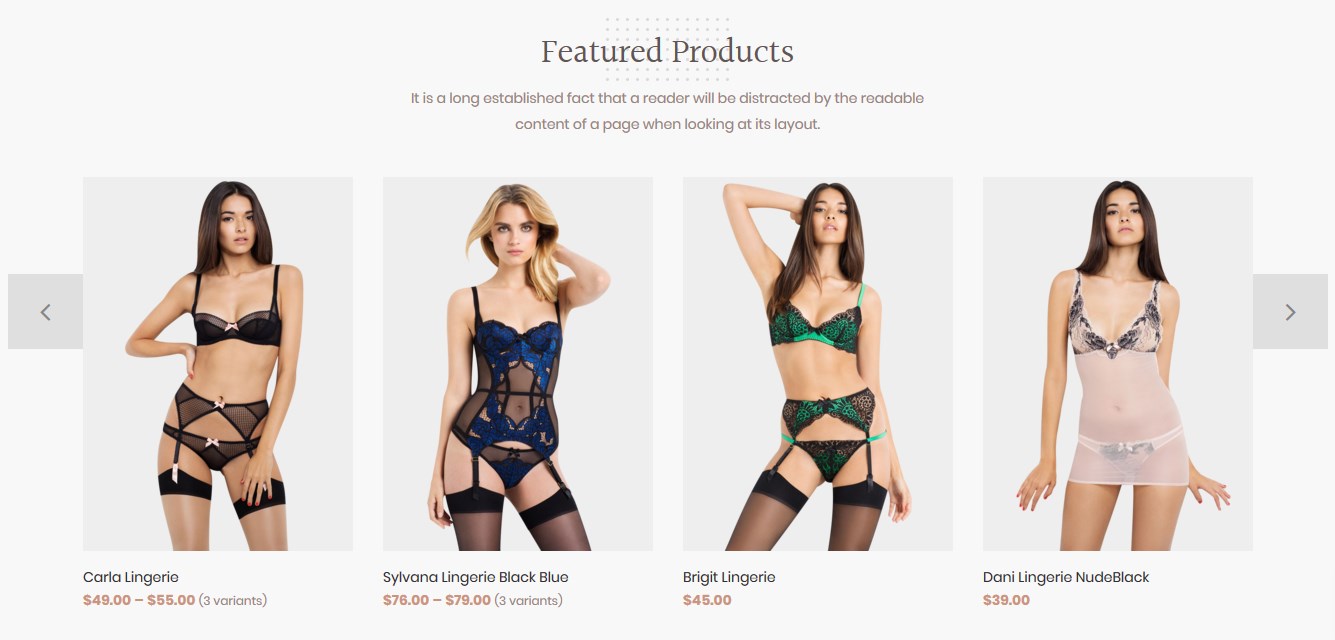 Featured Products
It is a long established fact that a reader will be distracted by the readable
content of a page when looking at its layout.
Carla Lingerie
$49.00 – $55.00 (3 variants)
Sylvana Lingerie Black Blue
$76.00 – $79.00 (3 variants)
Brigit Lingerie
$45.00
Dani Lingerie NudeBlack
$39.00